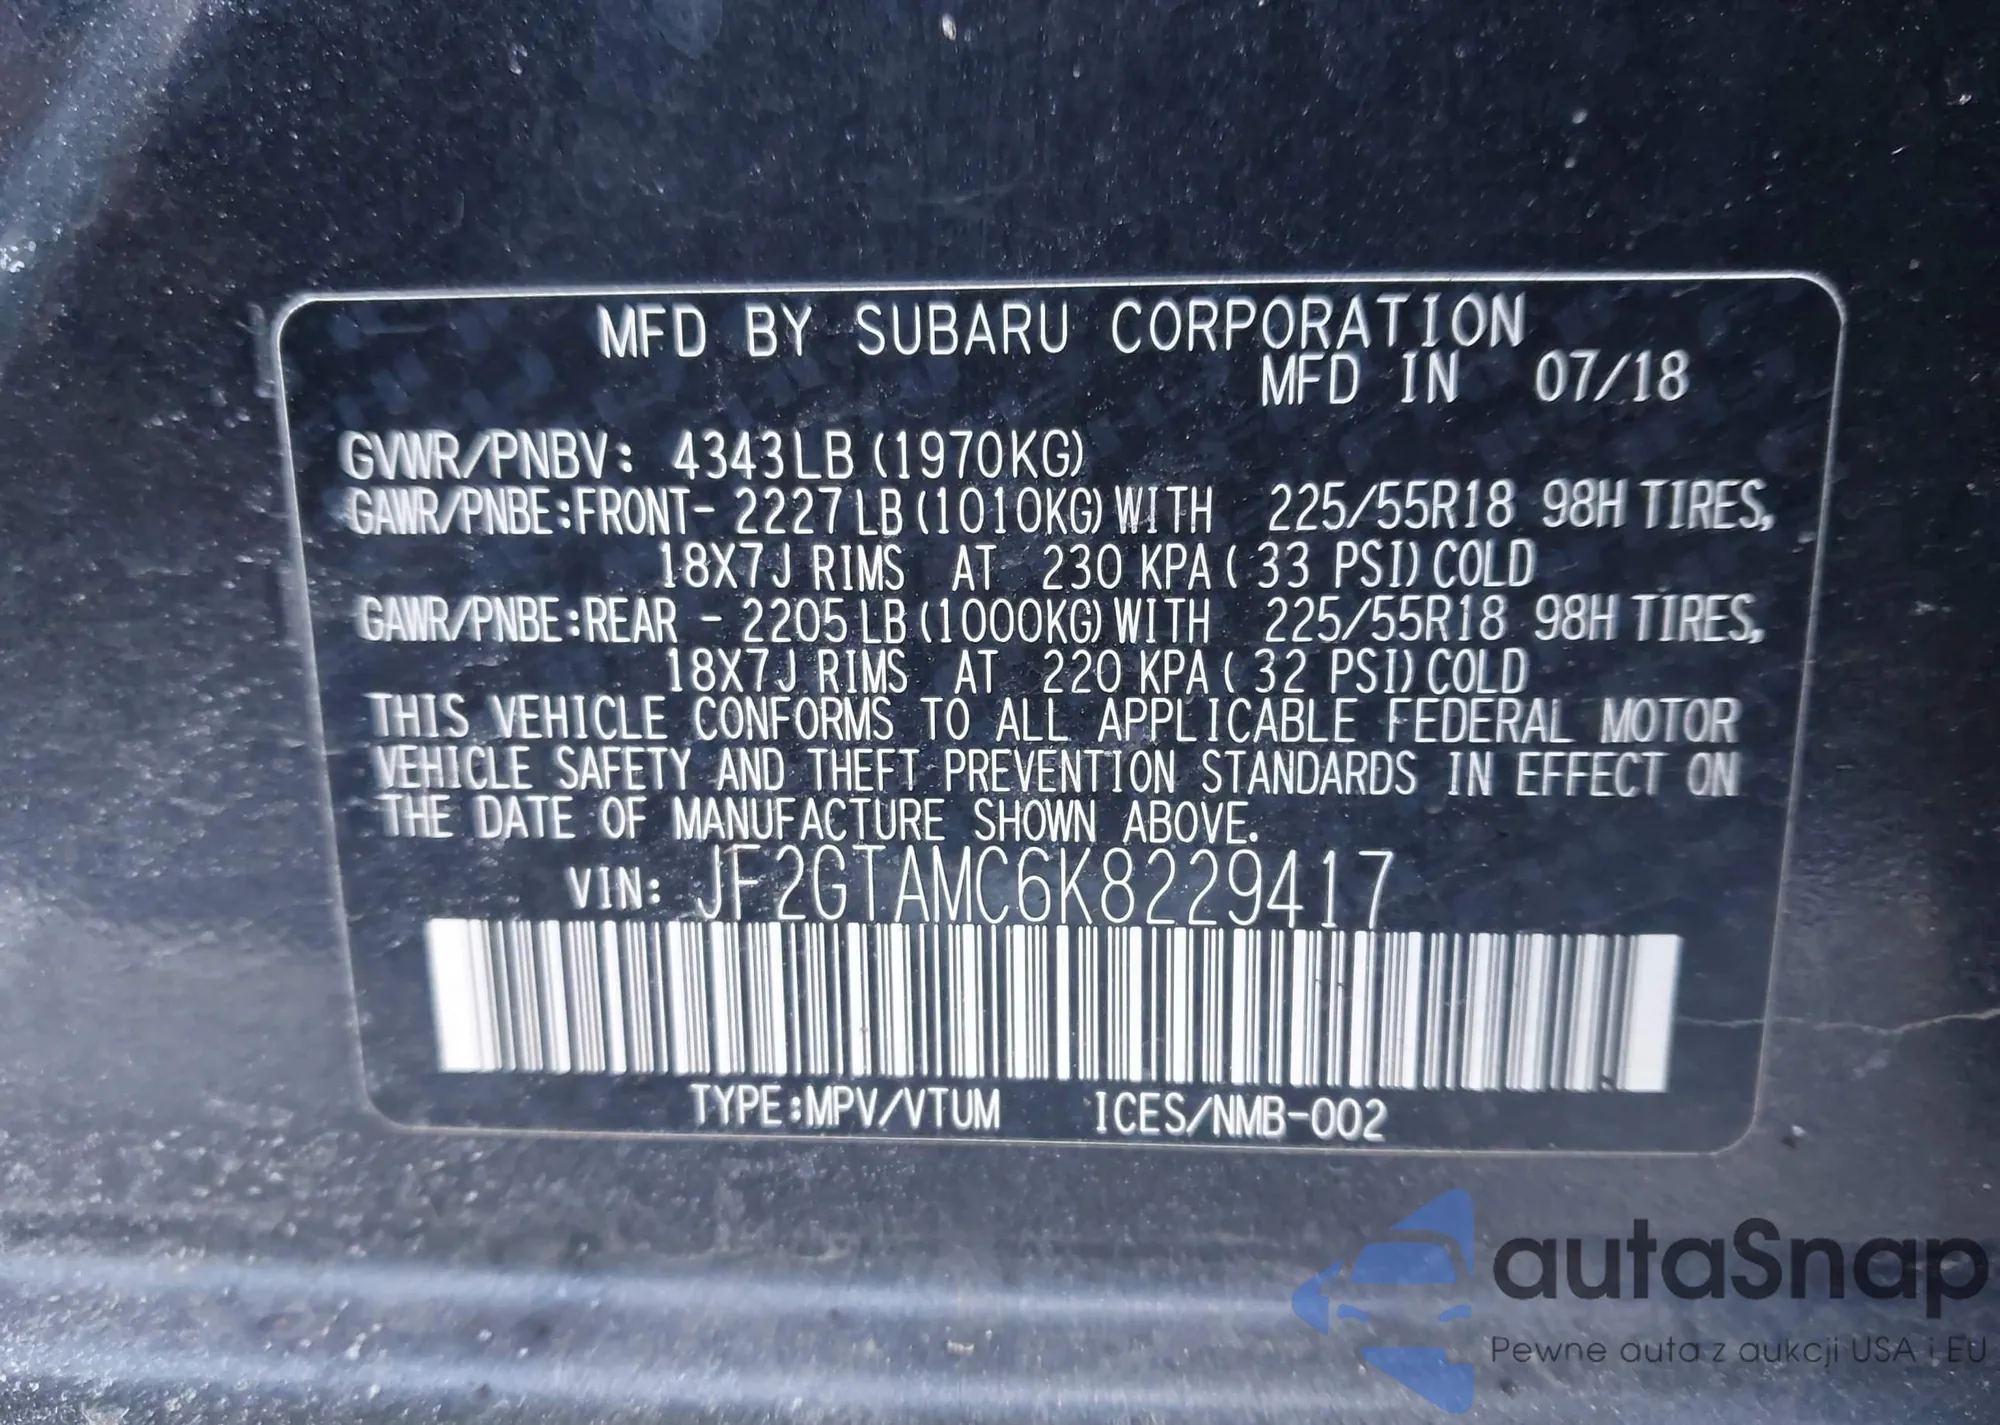 MFD BY SUBARU CORPORATION
MFD IN 07/18
GVWR/PNBV: 4343LB (1970KG)
GAWR/PNBE:FRONT- 2227LB (1010KG) WITH 225/55R18 98H TIRES,
18X7J RIMS AT 230 KPA ( 33 PSI) COLD
GAWR/PNBE:REAR - 2205LB (1000KG) WITH 225/55R18 98H TIRES,
18X7J RIMS AT 220 KPA ( 32 PSI) COLD
THIS VEHICLE CONFORMS TO ALL APPLICABLE FEDERAL MOTOR
VEHICLE SAFETY AND THEFT PREVENTION STANDARDS IN EFFECT ON
THE DATE OF MANUFACTURE SHOWN ABOVE.
VIN: JF2GTAMC6K8229417
TYPE:MPV/VTUM ICES/NMB-002
autaSnap
Pewne auta z aukcji USA i EU